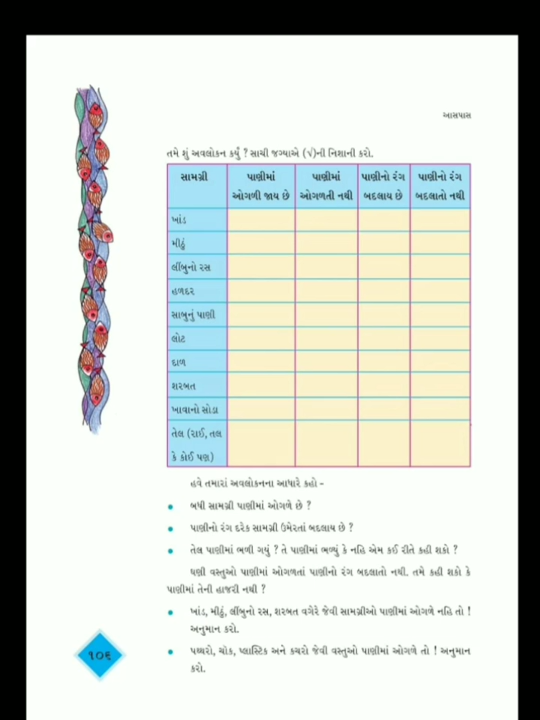 આસપાસ
તમે શું અવલોકન કર્યું ? સાચી જગ્યાએ (√)ની નિશાની કરો.
સામગ્રી પાણીમાં ઓગળી જાય છે પાણીમાં ઓગળતી નથી પાણીનો રંગ બદલાય છે પાણીનો રંગ બદલાતો નથી
ખાંડ
મીઠું
લીંબુનો રસ
હળદર
સાબુનું પાણી
લોટ
દાળ
શરબત
ખાવાનો સોડા
તેલ (રાઈ, તલ
કે કોઈ પણ)
હવે તમારાં અવલોકનના આધારે કહો –
● બધી સામગ્રી પાણીમાં ઓગળે છે ?
● પાણીનો રંગ દરેક સામગ્રી ઉમેરતાં બદલાય છે ?
● તેલ પાણીમાં ભળી ગયું ? તે પાણીમાં ભળ્યું કે નહિ એમ કઈ રીતે કહી શકો ?
ઘણી વસ્તુઓ પાણીમાં ઓગળતાં પાણીનો રંગ બદલાતો નથી. તમે કહી શકો કે
પાણીમાં તેની હાજરી નથી ?
● ખાંડ, મીઠું, લીંબુનો રસ, શરબત વગેરે જેવી સામગ્રીઓ પાણીમાં ઓગળે નહિ તો !
અનુમાન કરો.
● પથ્થરો, ચોક, પ્લાસ્ટિક અને કચરો જેવી વસ્તુઓ પાણીમાં ઓગળે તો ! અનુમાન
કરો.
૧૦૬